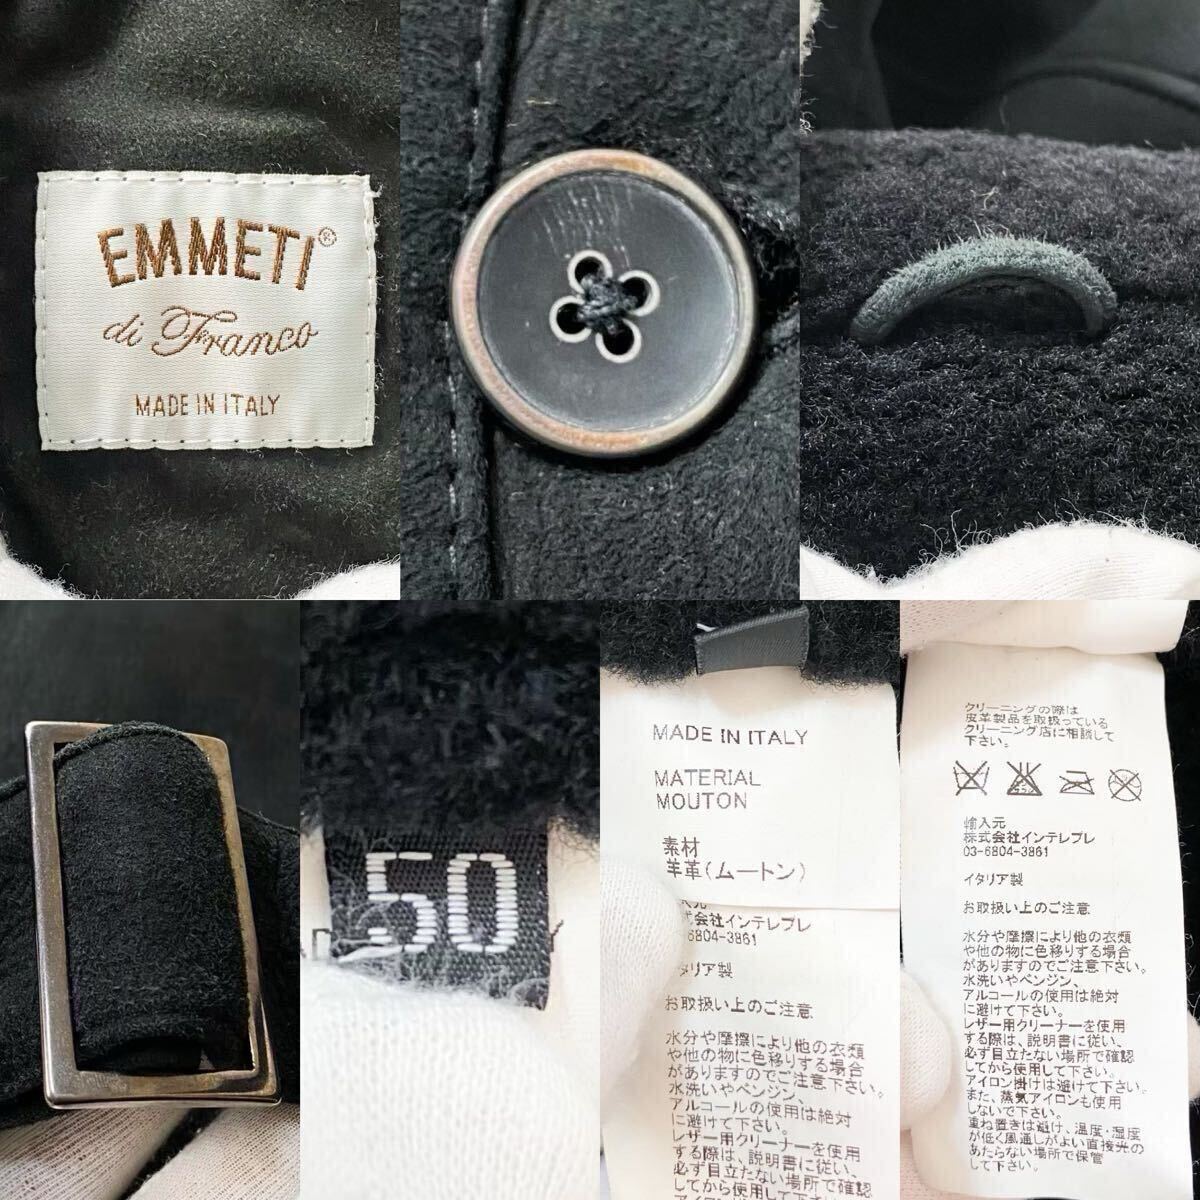 EMMETI®
di Franco
MADE IN ITALY
50
MADE IN ITALY
MATERIAL
MOUTON
素材
羊革(ムートン)
株式会社インテレプレ
6804-3861
タリア製
お取扱い上のご注意
水分や摩擦により他の衣類
や他の物に色移りする場合
がありますのでご注意下さい。
水洗いやベンジン、
アルコールの使用は絶対
に避けて下さい。
レザー用クリーナーを使用
する際は、説明書に従い、
必ず目立たない場所で確認
してから使用して下さい。
クリーニングの際は
皮革製品を取扱っている
クリーニング店に相談して
下さい。
輸入元
株式会社インテレプレ
03-6804-3861
イタリア製
お取扱い上のご注意
水分や摩擦により他の衣類
や他の物に色移りする場合
がありますのでご注意下さい。
水洗いやベンジン、
アルコールの使用は絶対
に避けて下さい。
レザー用クリーナーを使用
する際は、説明書に従い、
必ず目立たない場所で確認
してから使用して下さい。
アイロン掛けは避けて下さい。
また、蒸気アイロンも使用
しないで下さい。
重ね置きは避け、温度・湿度
が低く風通しがよい直接光の
あたらない場所で保管
して下さい。